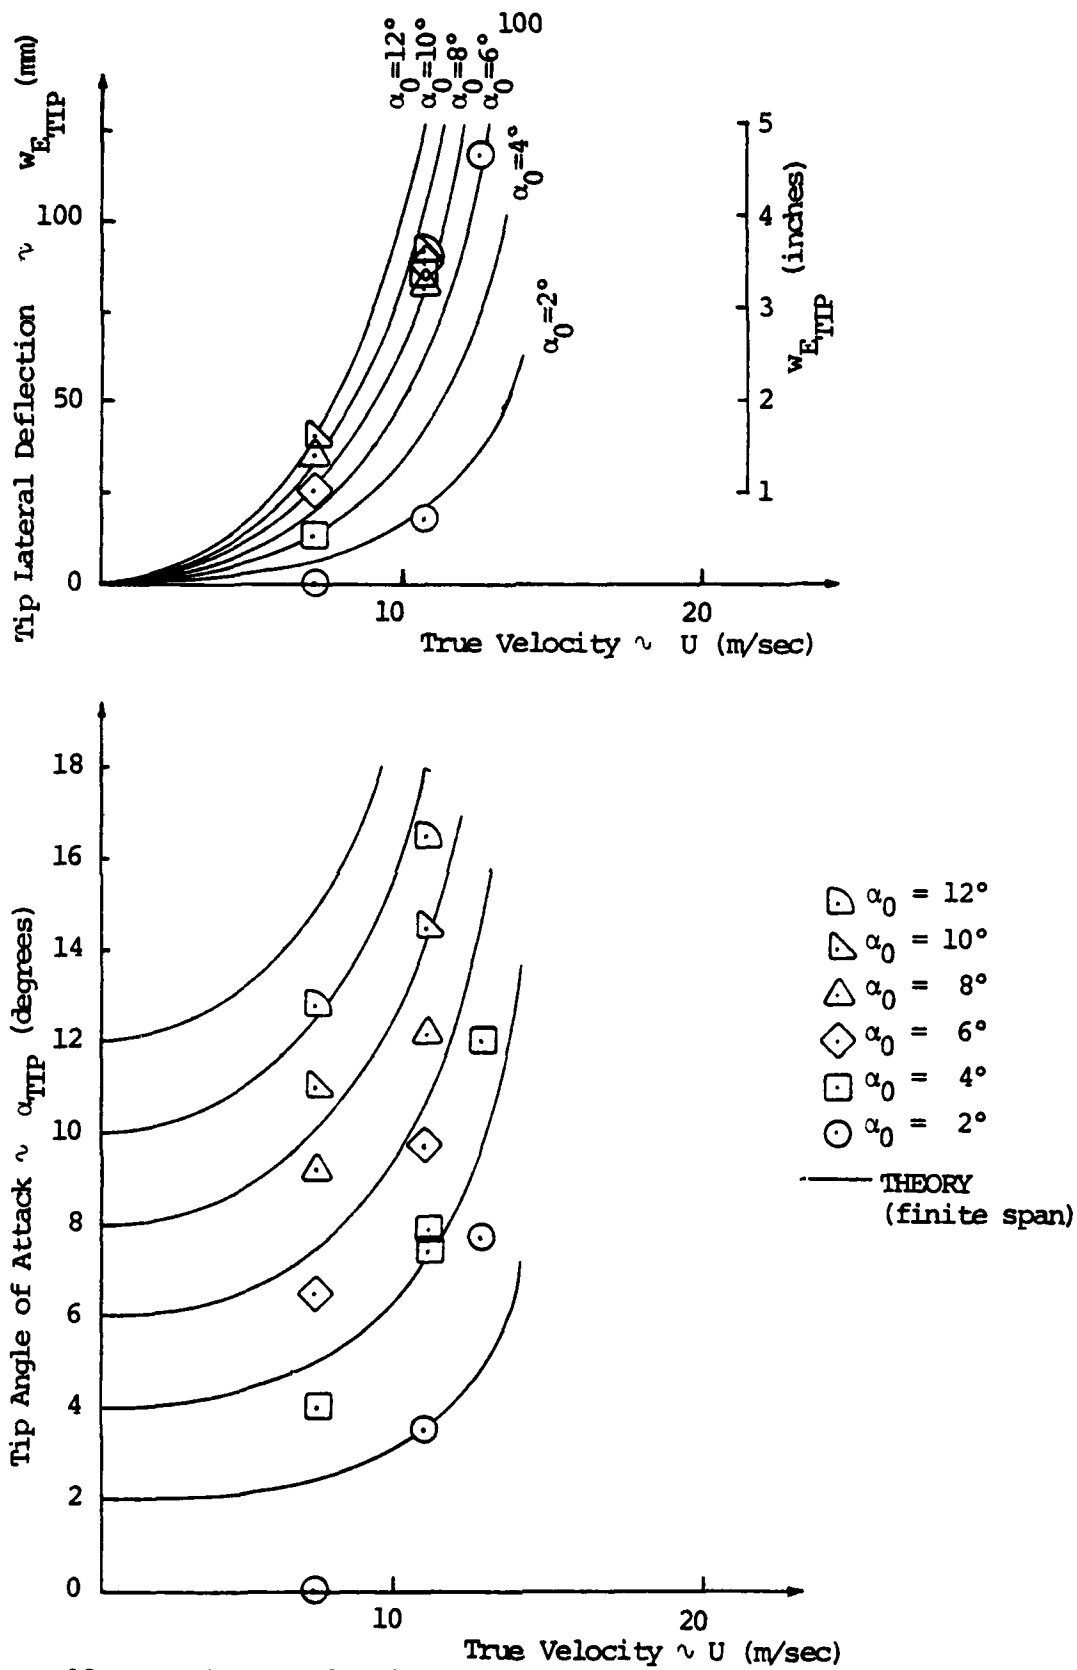 100
α0=12°
α0=10°
α0=8°
α0=6°
α0=4°
α0=2°
Tip Lateral Deflection ~ wETIP (mm)
100
50
0
10
20
True Velocity ~ U (m/sec)
5
4
3
2
1
wETIP (inches)
Tip Angle of Attack ~ αTIP (degrees)
18
16
14
12
10
8
6
4
2
0
10
20
True Velocity ~ U (m/sec)
α0 = 12°
α0 = 10°
α0 = 8°
α0 = 6°
α0 = 4°
α0 = 2°
THEORY
(finite span)